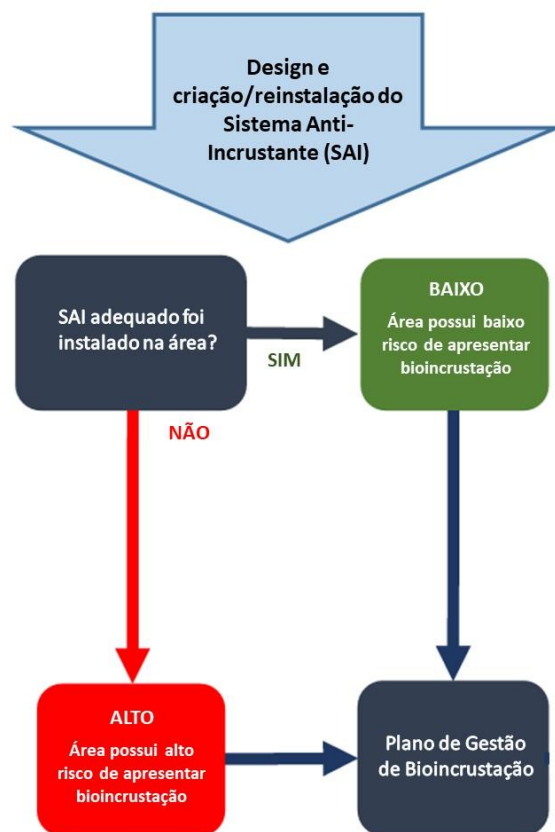 Design e
criação/reinstalação do
Sistema Anti-
Incrustante (SAI)
SAI adequado foi
instalado na área?
SIM
BAIXO
Área possui baixo
risco de apresentar
bioincrustação
NÃO
ALTO
Área possui alto
risco de apresentar
bioincrustação
Plano de Gestão
de Bioincrustação